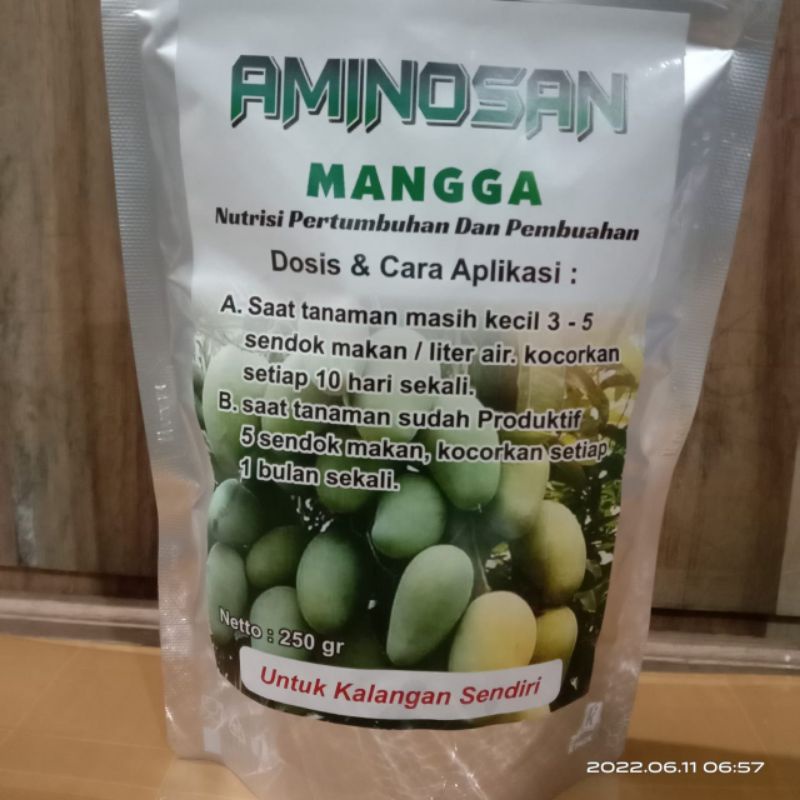 AMINOSAN
MANGGA
Nutrisi Pertumbuhan Dan Pembuahan
Dosis & Cara Aplikasi :
A. Saat tanaman masih kecil 3 - 5
sendok makan / liter air. kocorkan
setiap 10 hari sekali.
B. saat tanaman sudah Produktif
5 sendok makan, kocorkan setiap
1 bulan sekali.
Netto : 250 gr
Untuk Kalangan Sendiri
2022.06.11 06:57